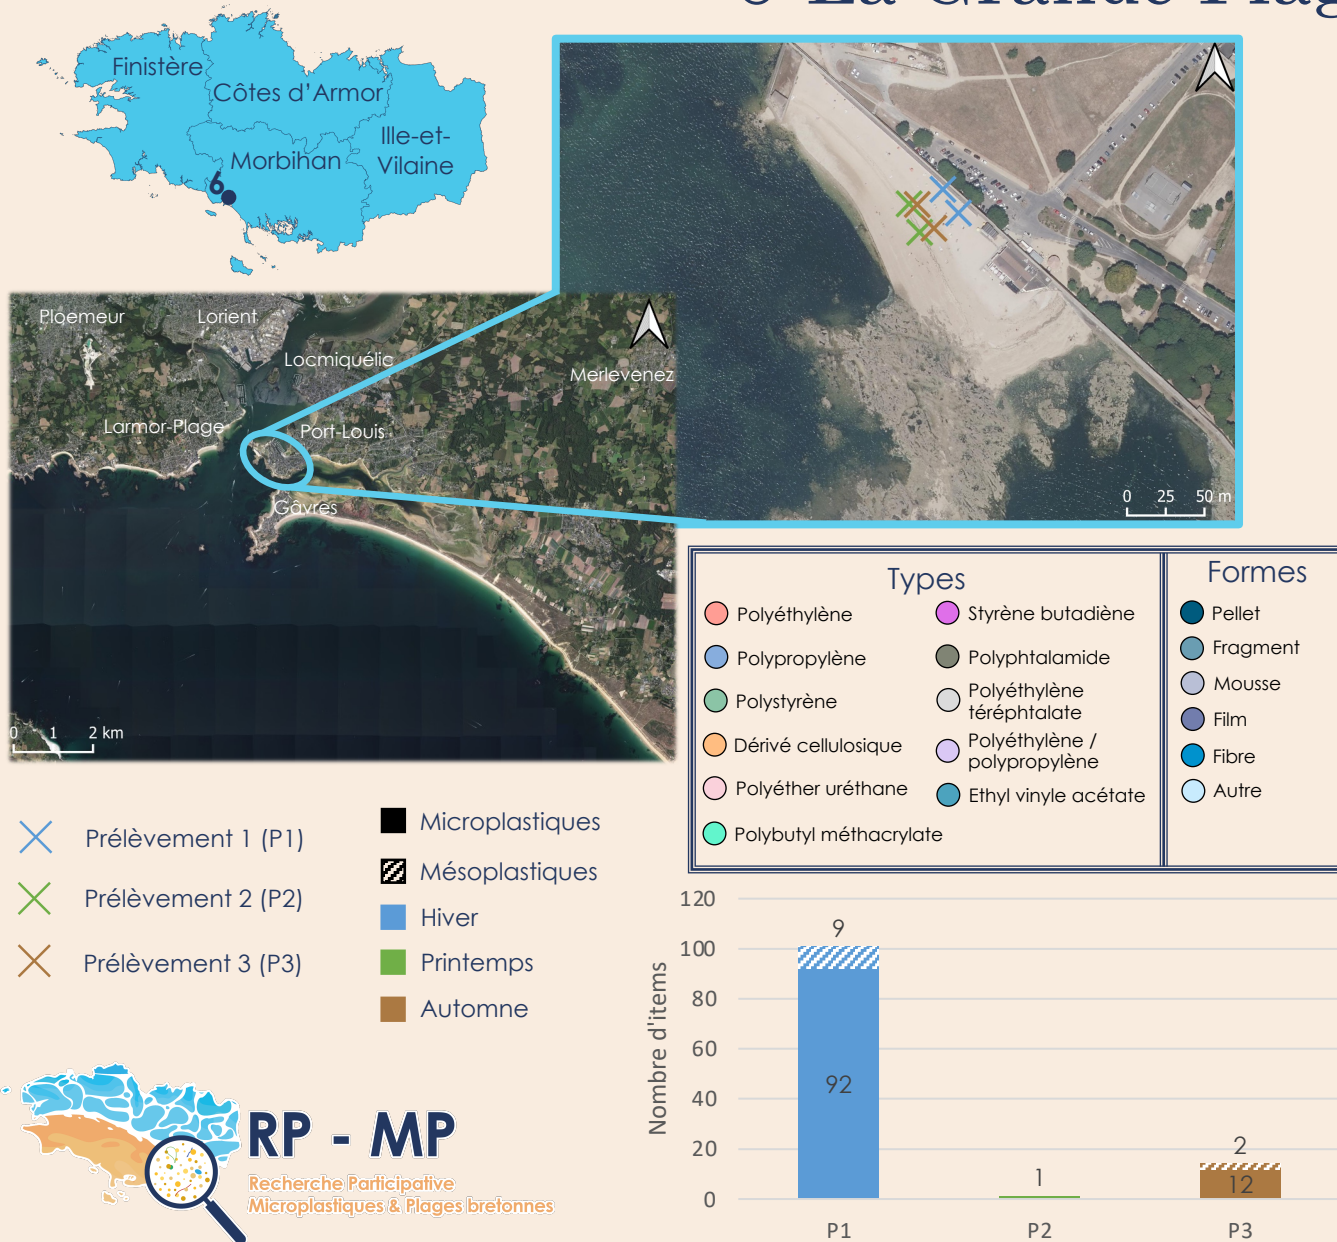 La Grande Plag
Finistère
Côtes d'Armor
Ille-et-
Vilaine
Morbihan
6
Ploemeur
Lorient
Locmiquélic
Merlevenez
Larmor-Plage
Port-Louis
Gâvres
0 1 2 km
0 25 50 m
Types
Polyéthylène
Polypropylène
Polystyrène
Dérivé cellulosique
Polyéther uréthane
Polybutyl méthacrylate
Styrène butadiène
Polyphtalamide
Polyéthylène
téréphtalate
Polyéthylène /
polypropylène
Ethyl vinyle acétate
Formes
Pellet
Fragment
Mousse
Film
Fibre
Autre
Prélèvement 1 (P1)
Prélèvement 2 (P2)
Prélèvement 3 (P3)
Microplastiques
Mésoplastiques
Hiver
Printemps
Automne
RP - MP
Recherche Participative
Microplastiques & Plages bretonnes
Nombre d'items
120
100
80
60
40
20
0
9
92
1
2
12
P1 P2 P3